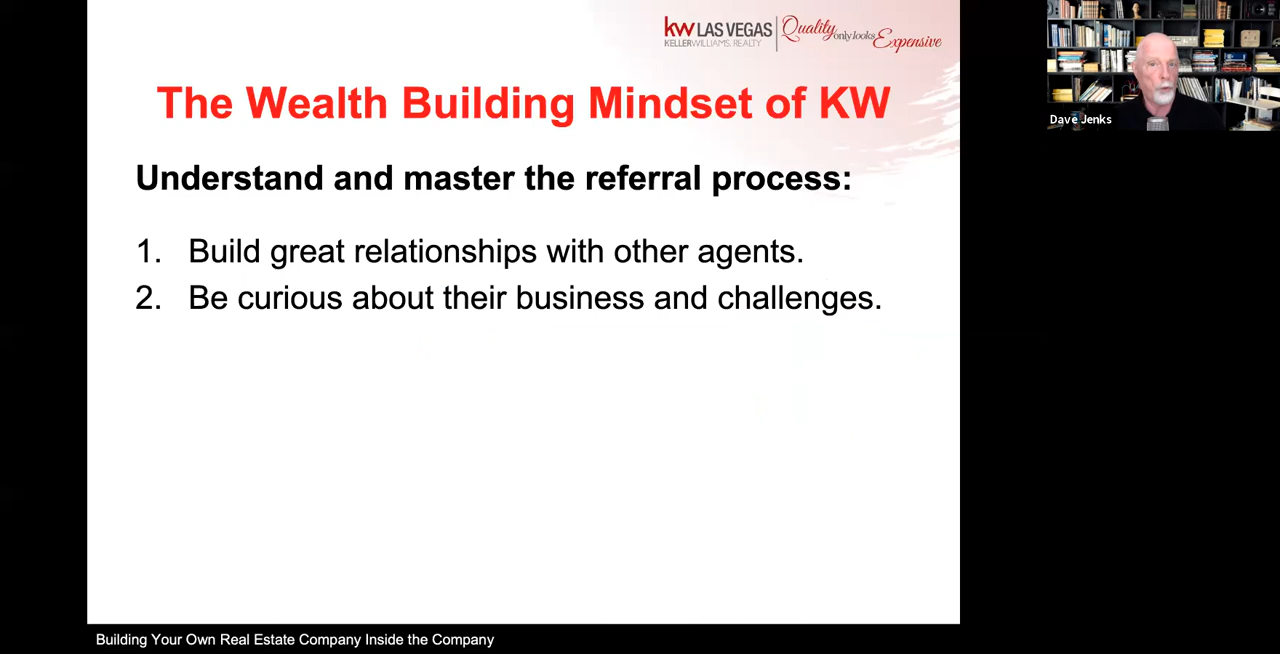 kw LAS VEGAS
KELLERWILLIAMS. REALTY
Quality only looks Expensive
Dave Jenks
The Wealth Building Mindset of KW
Understand and master the referral process:
1. Build great relationships with other agents.
2. Be curious about their business and challenges.
Building Your Own Real Estate Company Inside the Company